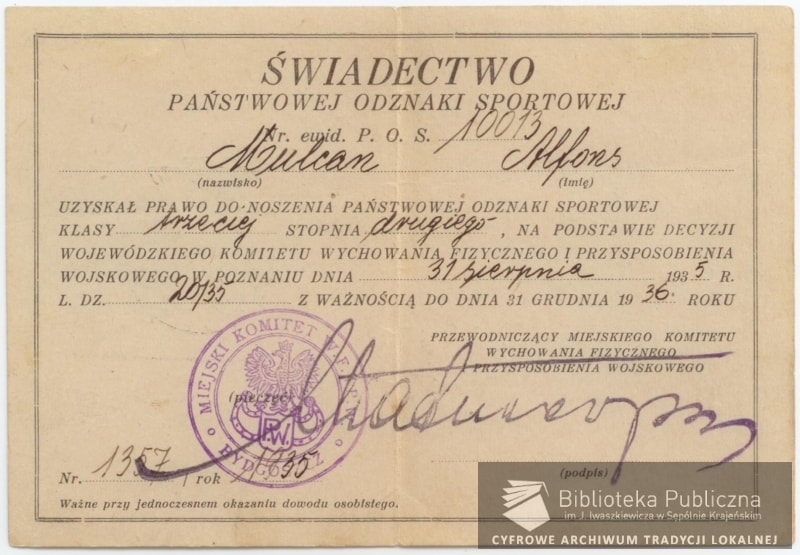 ŚWIADECTWO
PAŃSTWOWEJ ODZNAKI SPORTOWEJ
Nr. ewid. P. O. S. 10013
Mulcan Alfons
(nazwisko) (imię)
UZYSKAŁ PRAWO DO NOSZENIA PAŃSTWOWEJ ODZNAKI SPORTOWEJ
KLASY trzeciej STOPNIA drugiego, NA PODSTAWIE DECYZJI
WOJEWÓDZKIEGO KOMITETU WYCHOWANIA FIZYCZNEGO I PRZYSPOSOBIENIA
WOJSKOWEGO W POZNANIU DNIA 31 sierpnia 1935 R.
L. DZ. 20/35 Z WAŻNOŚCIĄ DO DNIA 31 GRUDNIA 1936 ROKU
PRZEWODNICZĄCY MIEJSKIEGO KOMITETU
WYCHOWANIA FIZYCZNEGO
PRZYSPOSOBIENIA WOJSKOWEGO
MIEJSKI KOMITET W.F.
(pieczęć)
P.W.
BYDGOSZCZ
Nr. 1357 / rok 1935
(podpis)
Ważne przy jednoczesnem okazaniu dowodu osobistego.
Biblioteka Publiczna
im J. Iwaszkiewicza w Sępólnie Krajeńskim
CYFROWE ARCHIWUM TRADYCJI LOKALNEJ